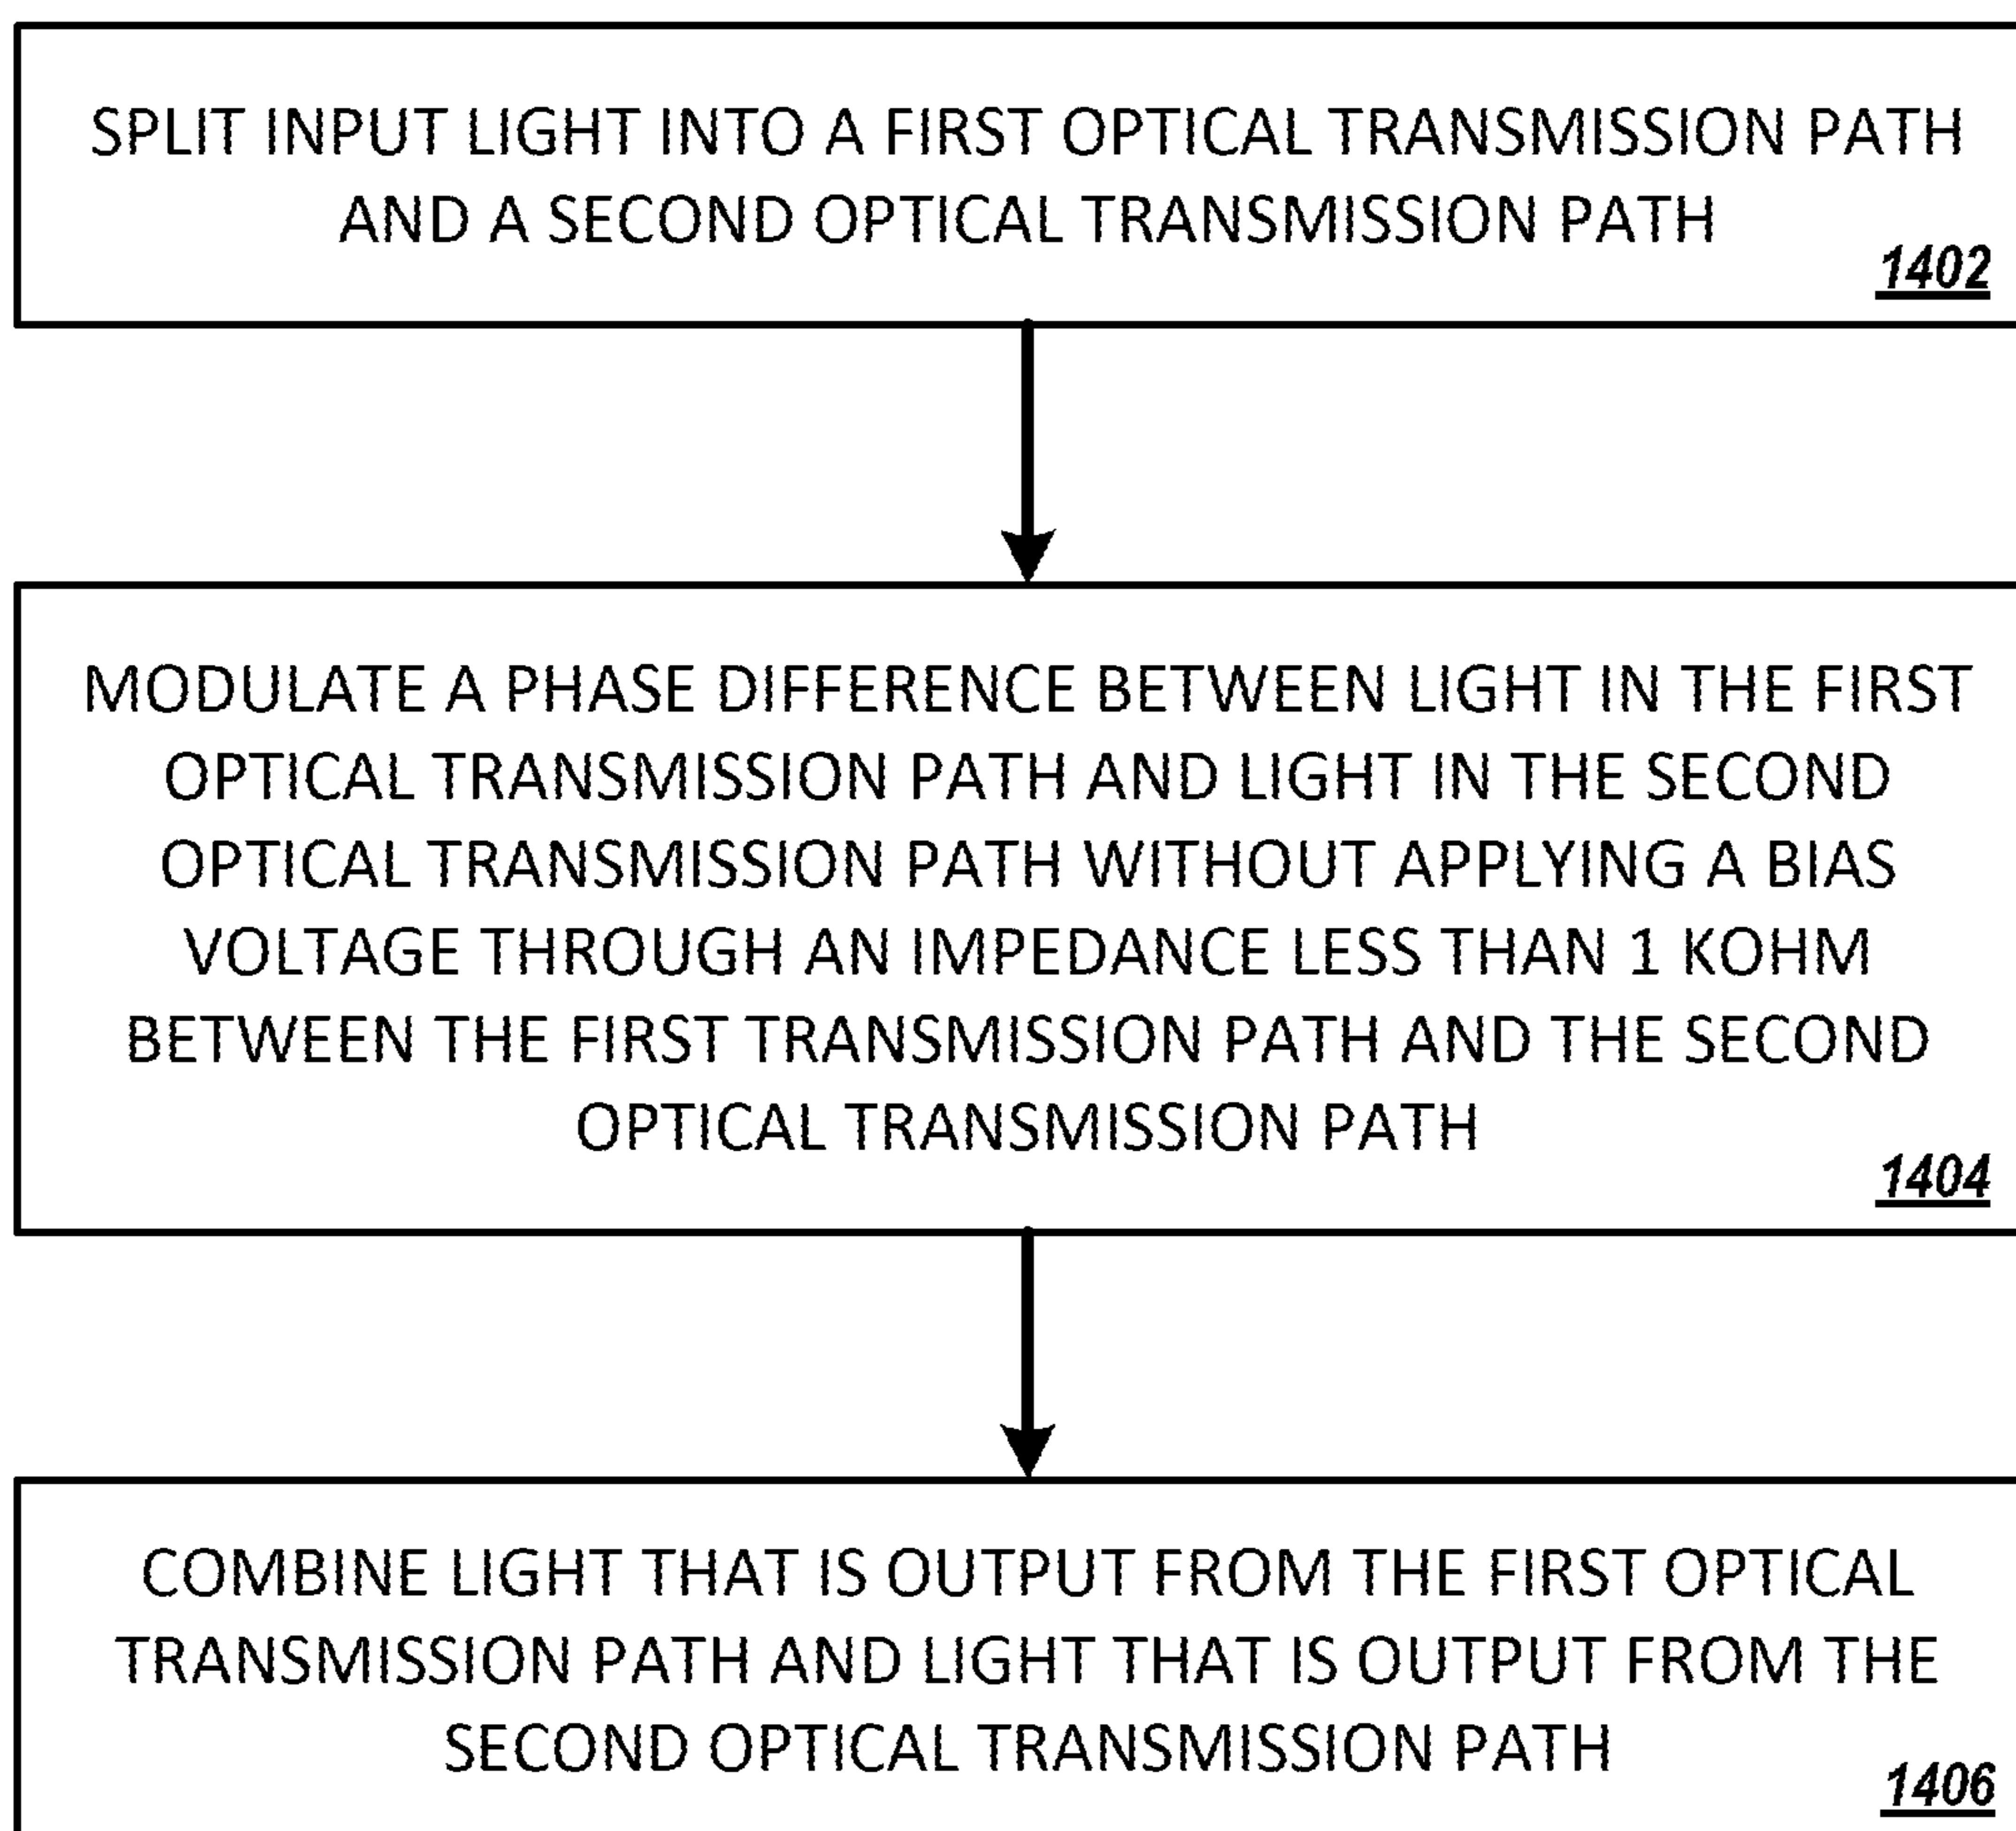 SPLIT INPUT LIGHT INTO A FIRST OPTICAL TRANSMISSION PATH
AND A SECOND OPTICAL TRANSMISSION PATH
1402
MODULATE A PHASE DIFFERENCE BETWEEN LIGHT IN THE FIRST
OPTICAL TRANSMISSION PATH AND LIGHT IN THE SECOND
OPTICAL TRANSMISSION PATH WITHOUT APPLYING A BIAS
VOLTAGE THROUGH AN IMPEDANCE LESS THAN 1 KOHM
BETWEEN THE FIRST TRANSMISSION PATH AND THE SECOND
OPTICAL TRANSMISSION PATH
1404
COMBINE LIGHT THAT IS OUTPUT FROM THE FIRST OPTICAL
TRANSMISSION PATH AND LIGHT THAT IS OUTPUT FROM THE
SECOND OPTICAL TRANSMISSION PATH
1406